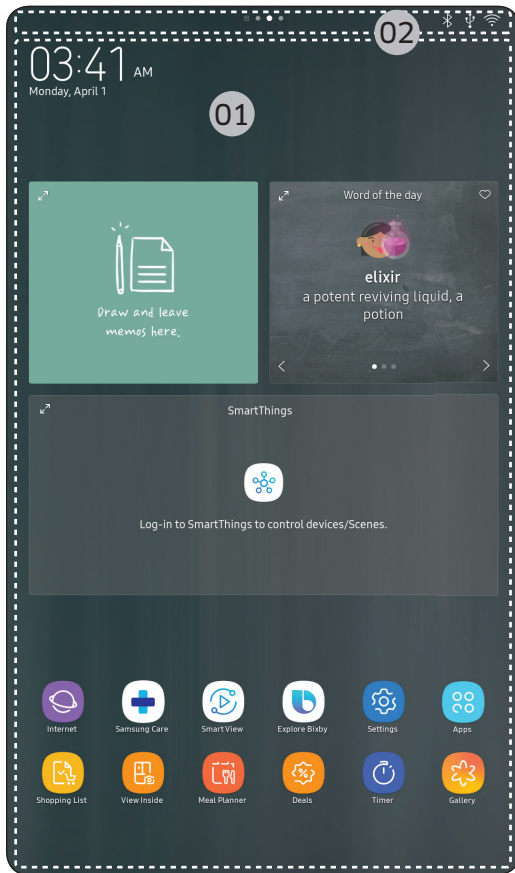 02
03:41 AM
Monday, April 1
01
Word of the day
elixir
a potent reviving liquid, a
potion
Draw and leave
memos here.
SmartThings
Log-in to SmartThings to control devices/Scenes.
Internet
Samsung Care
Smart View
Explore Bixby
Settings
Apps
Shopping List
View Inside
Meal Planner
Deals
Timer
Gallery